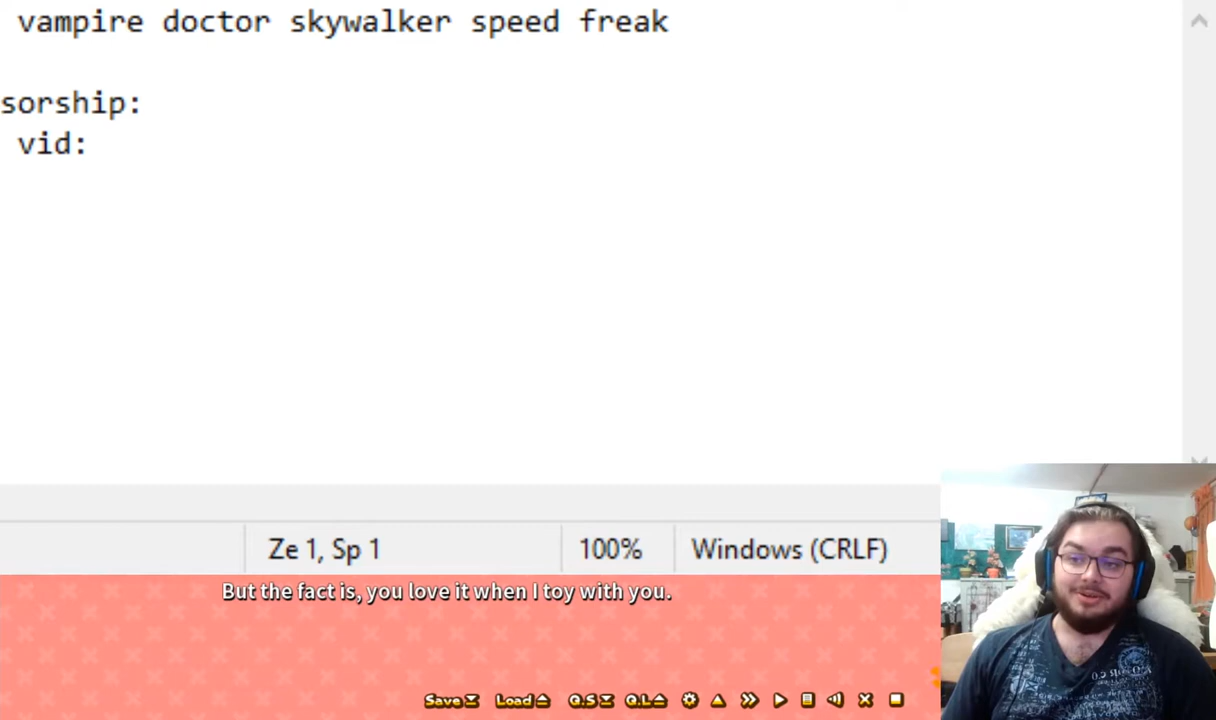 vampire doctor skywalker speed freak
sorship:
vid:
Ze 1, Sp 1
100%
Windows (CRLF)
But the fact is, you love it when I toy with you.
Save Load Q.S Q.L